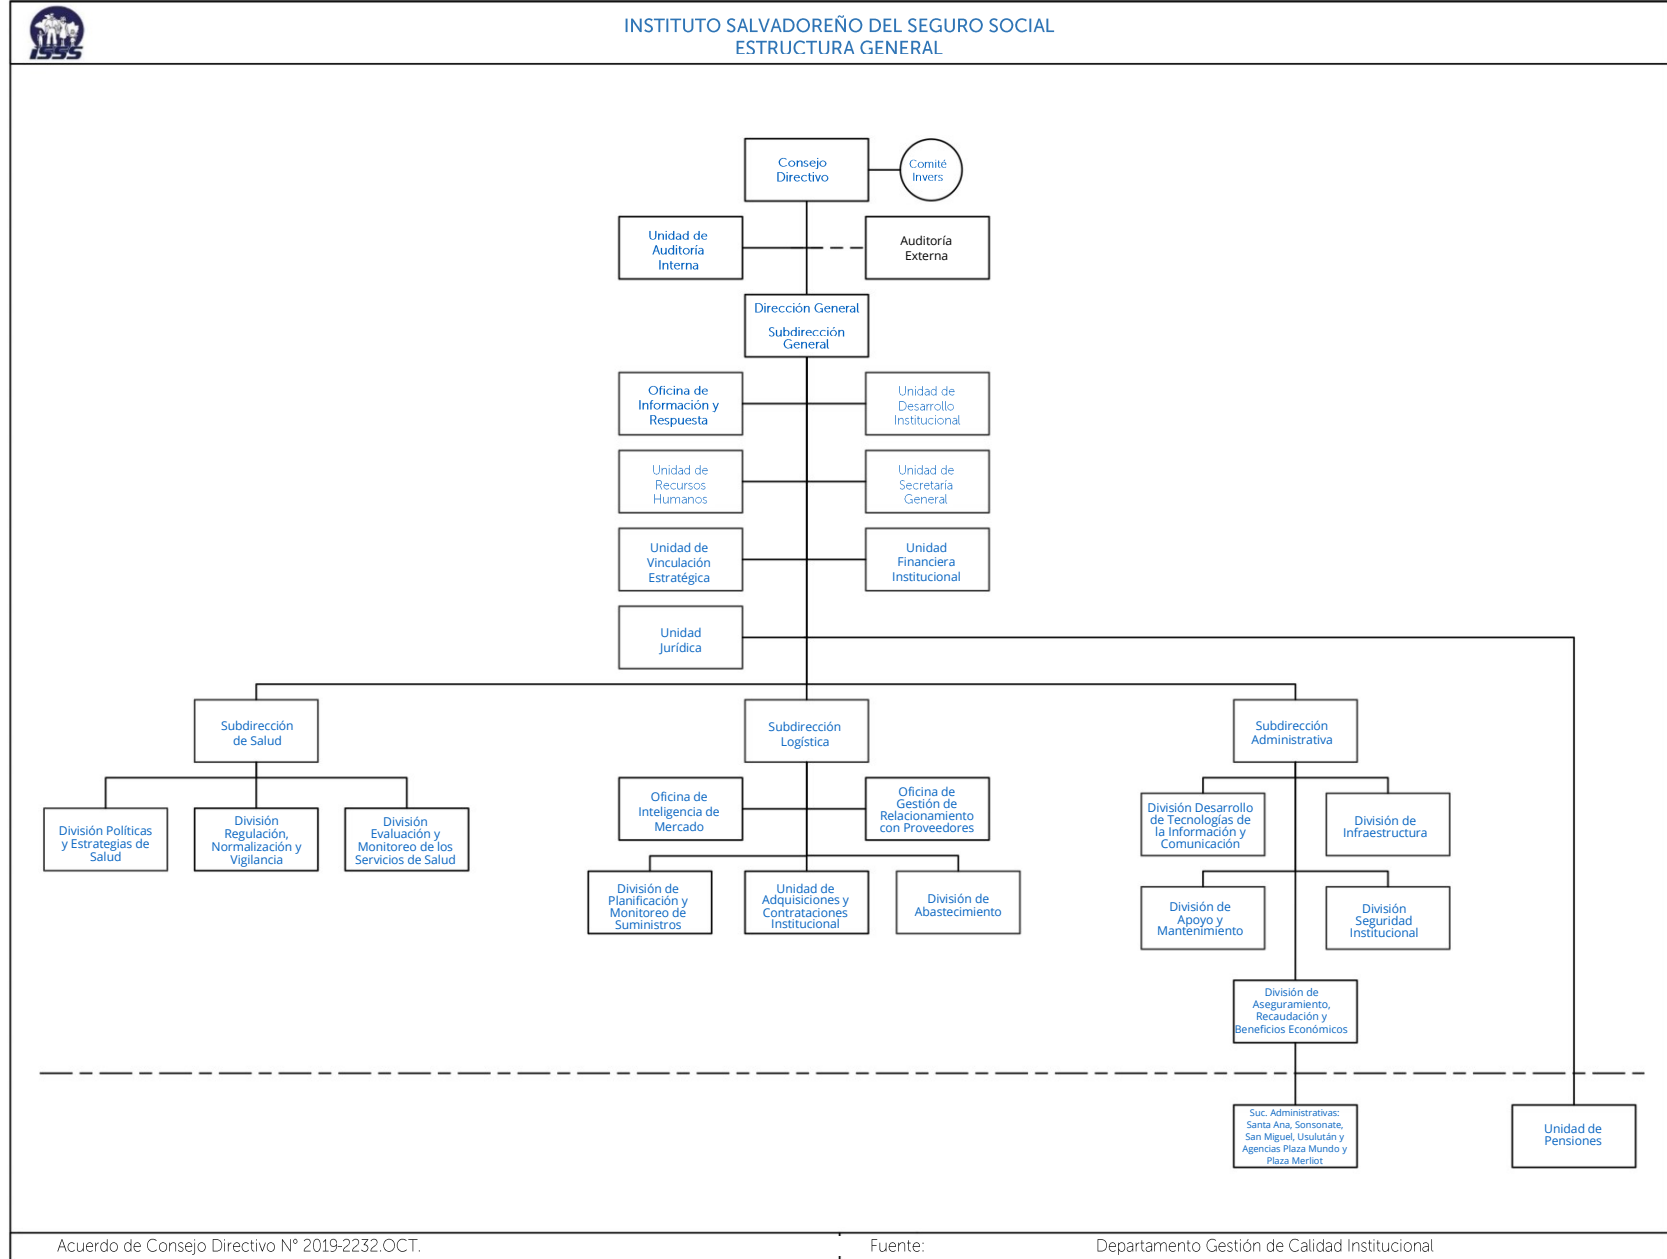 ISSS
INSTITUTO SALVADOREÑO DEL SEGURO SOCIAL
ESTRUCTURA GENERAL
Consejo
Directivo
Comité
Invers
Unidad de
Auditoría
Interna
Auditoría
Externa
Dirección General
Subdirección
General
Oficina de
Información y
Respuesta
Unidad de
Desarrollo
Institucional
Unidad de
Recursos
Humanos
Unidad de
Secretaría
General
Unidad de
Vinculación
Estratégica
Unidad
Financiera
Institucional
Unidad
Jurídica
Subdirección
de Salud
Subdirección
Logística
Subdirección
Administrativa
División Políticas
y Estrategias de
Salud
División
Regulación,
Normalización y
Vigilancia
División
Evaluación y
Monitoreo de los
Servicios de Salud
Oficina de
Inteligencia de
Mercado
Oficina de
Gestión de
Relacionamiento
con Proveedores
División de
Planificación y
Monitoreo de
Suministros
Unidad de
Adquisiciones y
Contrataciones
Institucional
División de
Abastecimiento
División Desarrollo
de Tecnologías de
la Información y
Comunicación
División de
Infraestructura
División de
Apoyo y
Mantenimiento
División
Seguridad
Institucional
División de
Aseguramiento,
Recaudación y
Beneficios Económicos
Suc. Administrativas:
Santa Ana, Sonsonate,
San Miguel, Usulután y
Agencias Plaza Mundo y
Plaza Merliot
Unidad de
Pensiones
Acuerdo de Consejo Directivo N° 2019-2232.OCT.
Fuente:
Departamento Gestión de Calidad Institucional